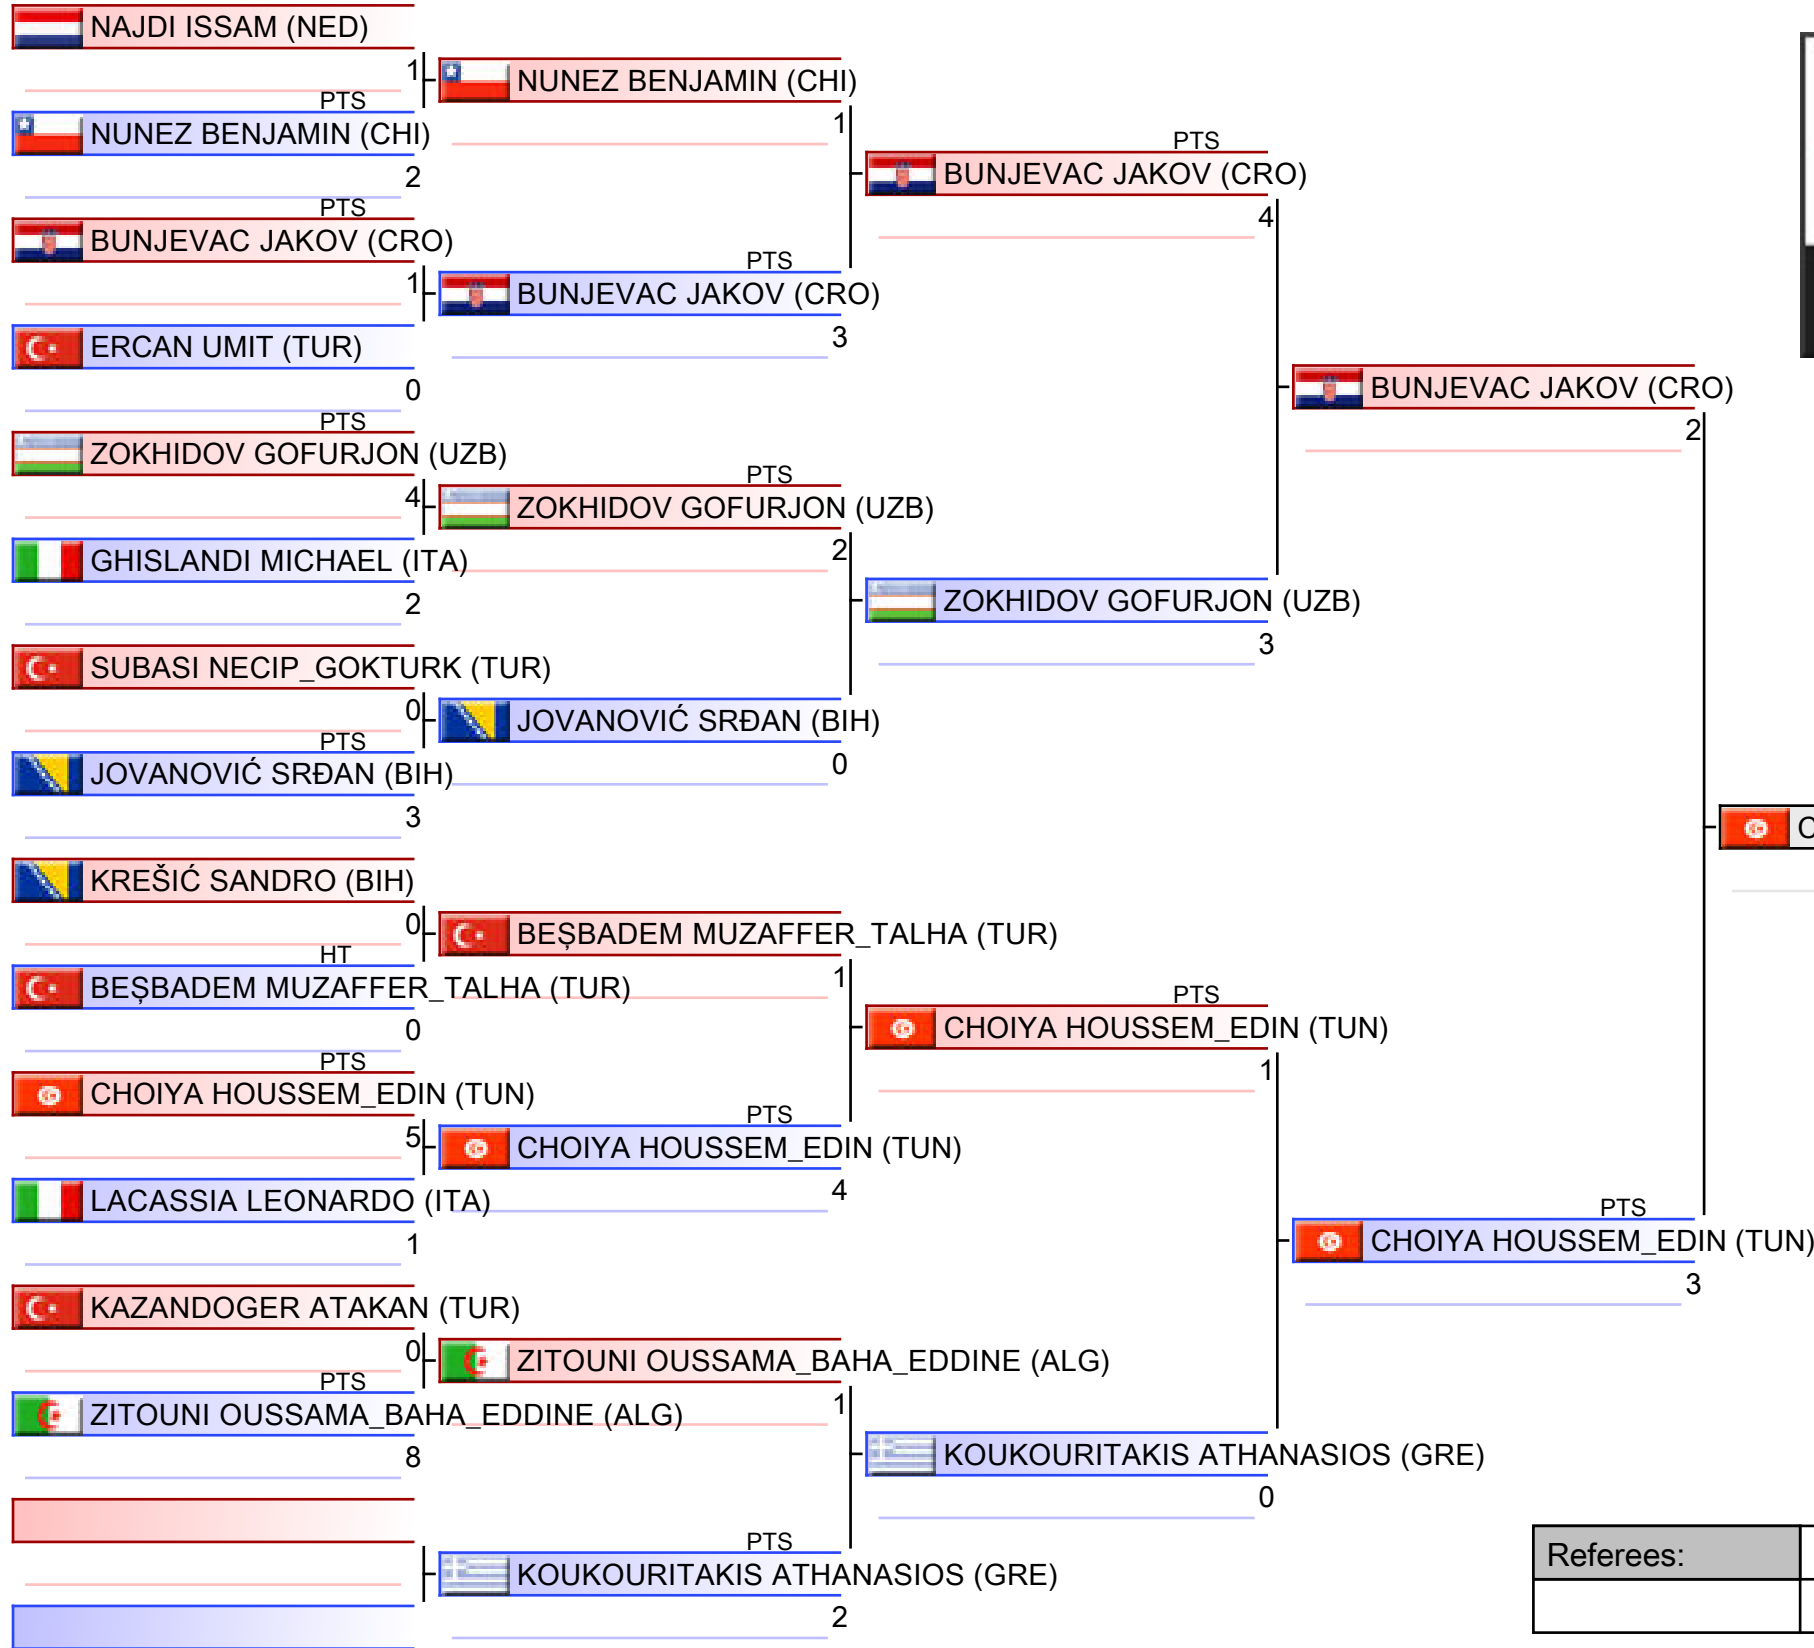 NAJDI ISSAM (NED)
1
PTS
NUNEZ BENJAMIN (CHI)
2
PTS
BUNJEVAC JAKOV (CRO)
1
ERCAN UMIT (TUR)
0
PTS
ZOKHIDOV GOFURJON (UZB)
4
GHISLANDI MICHAEL (ITA)
2
SUBASI NECIP_GOKTURK (TUR)
0
PTS
JOVANOVIĆ SRĐAN (BIH)
3
KREŠIĆ SANDRO (BIH)
0
HT
BEŞBADEM MUZAFFER_TALHA (TUR)
0
PTS
CHOIYA HOUSSEM_EDIN (TUN)
5
LACASSIA LEONARDO (ITA)
1
KAZANDOGER ATAKAN (TUR)
0
PTS
ZITOUNI OUSSAMA_BAHA_EDDINE (ALG)
8
NUNEZ BENJAMIN (CHI)
1
PTS
BUNJEVAC JAKOV (CRO)
3
PTS
ZOKHIDOV GOFURJON (UZB)
2
JOVANOVIĆ SRĐAN (BIH)
0
BEŞBADEM MUZAFFER_TALHA (TUR)
1
PTS
CHOIYA HOUSSEM_EDIN (TUN)
4
ZITOUNI OUSSAMA_BAHA_EDDINE (ALG)
1
PTS
KOUKOURITAKIS ATHANASIOS (GRE)
2
PTS
BUNJEVAC JAKOV (CRO)
4
ZOKHIDOV GOFURJON (UZB)
3
PTS
CHOIYA HOUSSEM_EDIN (TUN)
1
KOUKOURITAKIS ATHANASIOS (GRE)
0
BUNJEVAC JAKOV (CRO)
2
PTS
CHOIYA HOUSSEM_EDIN (TUN)
3
Referees: